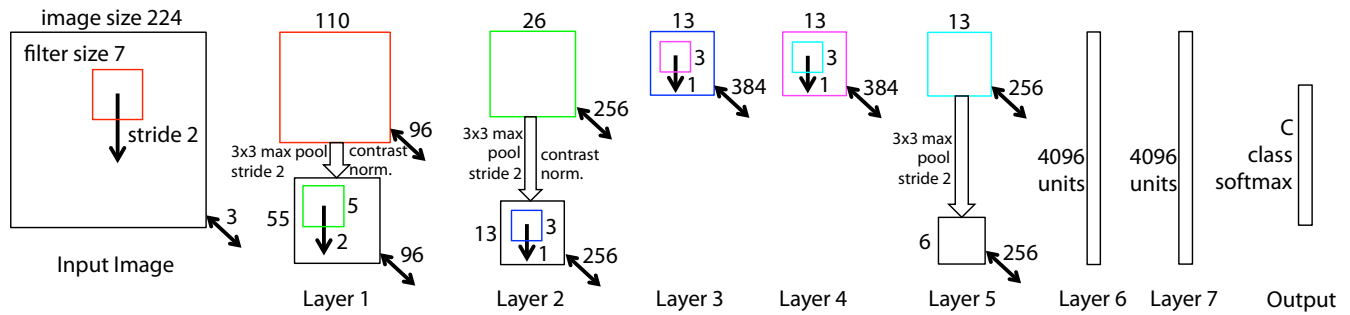 image size 224
filter size 7
stride 2
3
Input Image
110
96
3x3 max pool
stride 2
contrast
norm.
55
5
2
96
Layer 1
26
256
3x3 max
pool
stride 2
contrast
norm.
13
3
1
256
Layer 2
13
3
1
384
Layer 3
13
3
1
384
Layer 4
13
256
3x3 max
pool
stride 2
6
256
Layer 5
4096
units
Layer 6
4096
units
Layer 7
C
class
softmax
Output